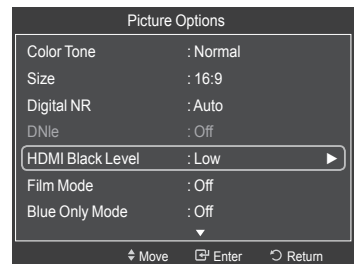 Picture Options
Color Tone : Normal
Size : 16:9
Digital NR : Auto
DNIe : Off
HDMI Black Level : Low
Film Mode : Off
Blue Only Mode : Off
Move Enter Return